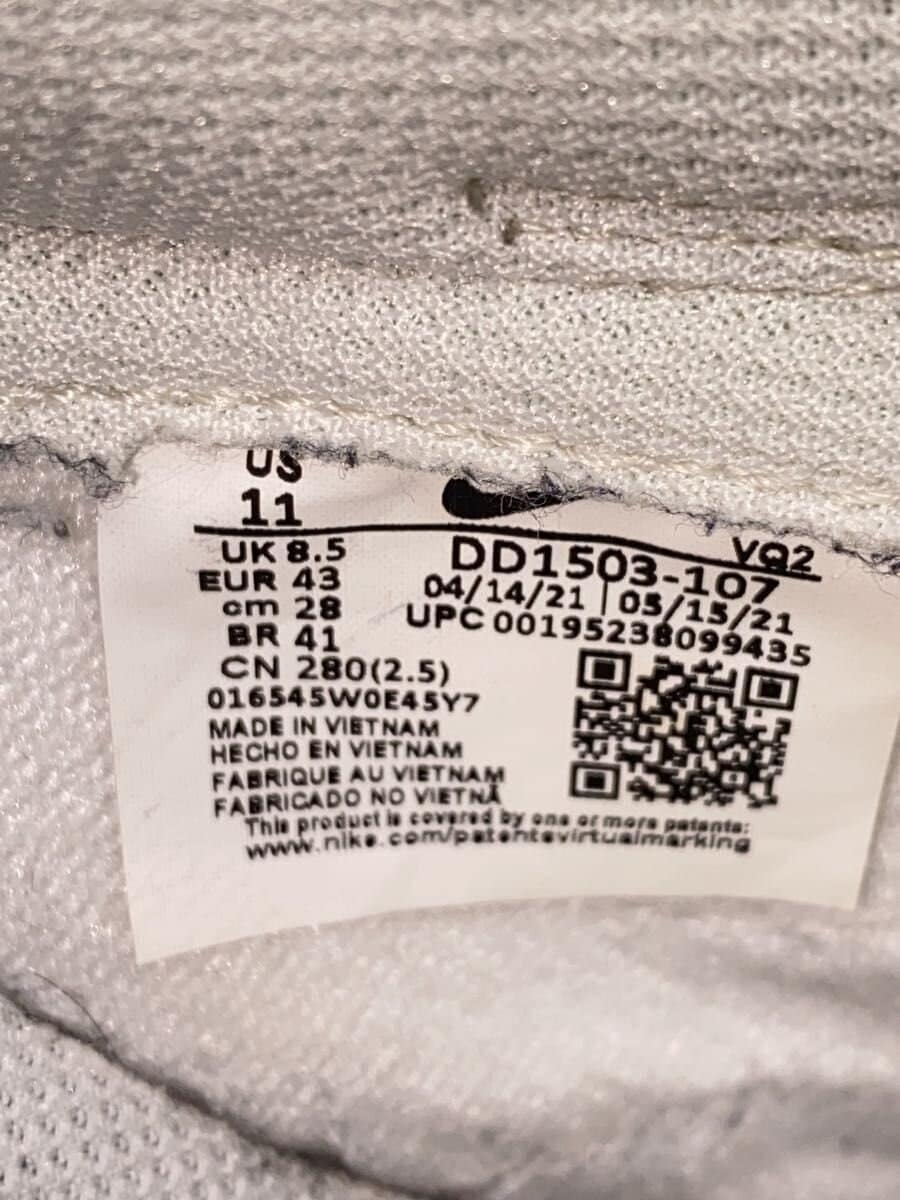 US
11
VQ2
UK 8.5
EUR 43
cm 28
BR 41
CN 280(2.5)
DD1503-107
04/14/21 | 05/15/21
UPC 00195238099435
016545W0E45Y7
MADE IN VIETNAM
HECHO EN VIETNAM
FABRIQUE AU VIETNAM
FABRICADO NO VIETNÃ
This product is covered by one or more patents:
www.nike.com/patentsvirtualmarking